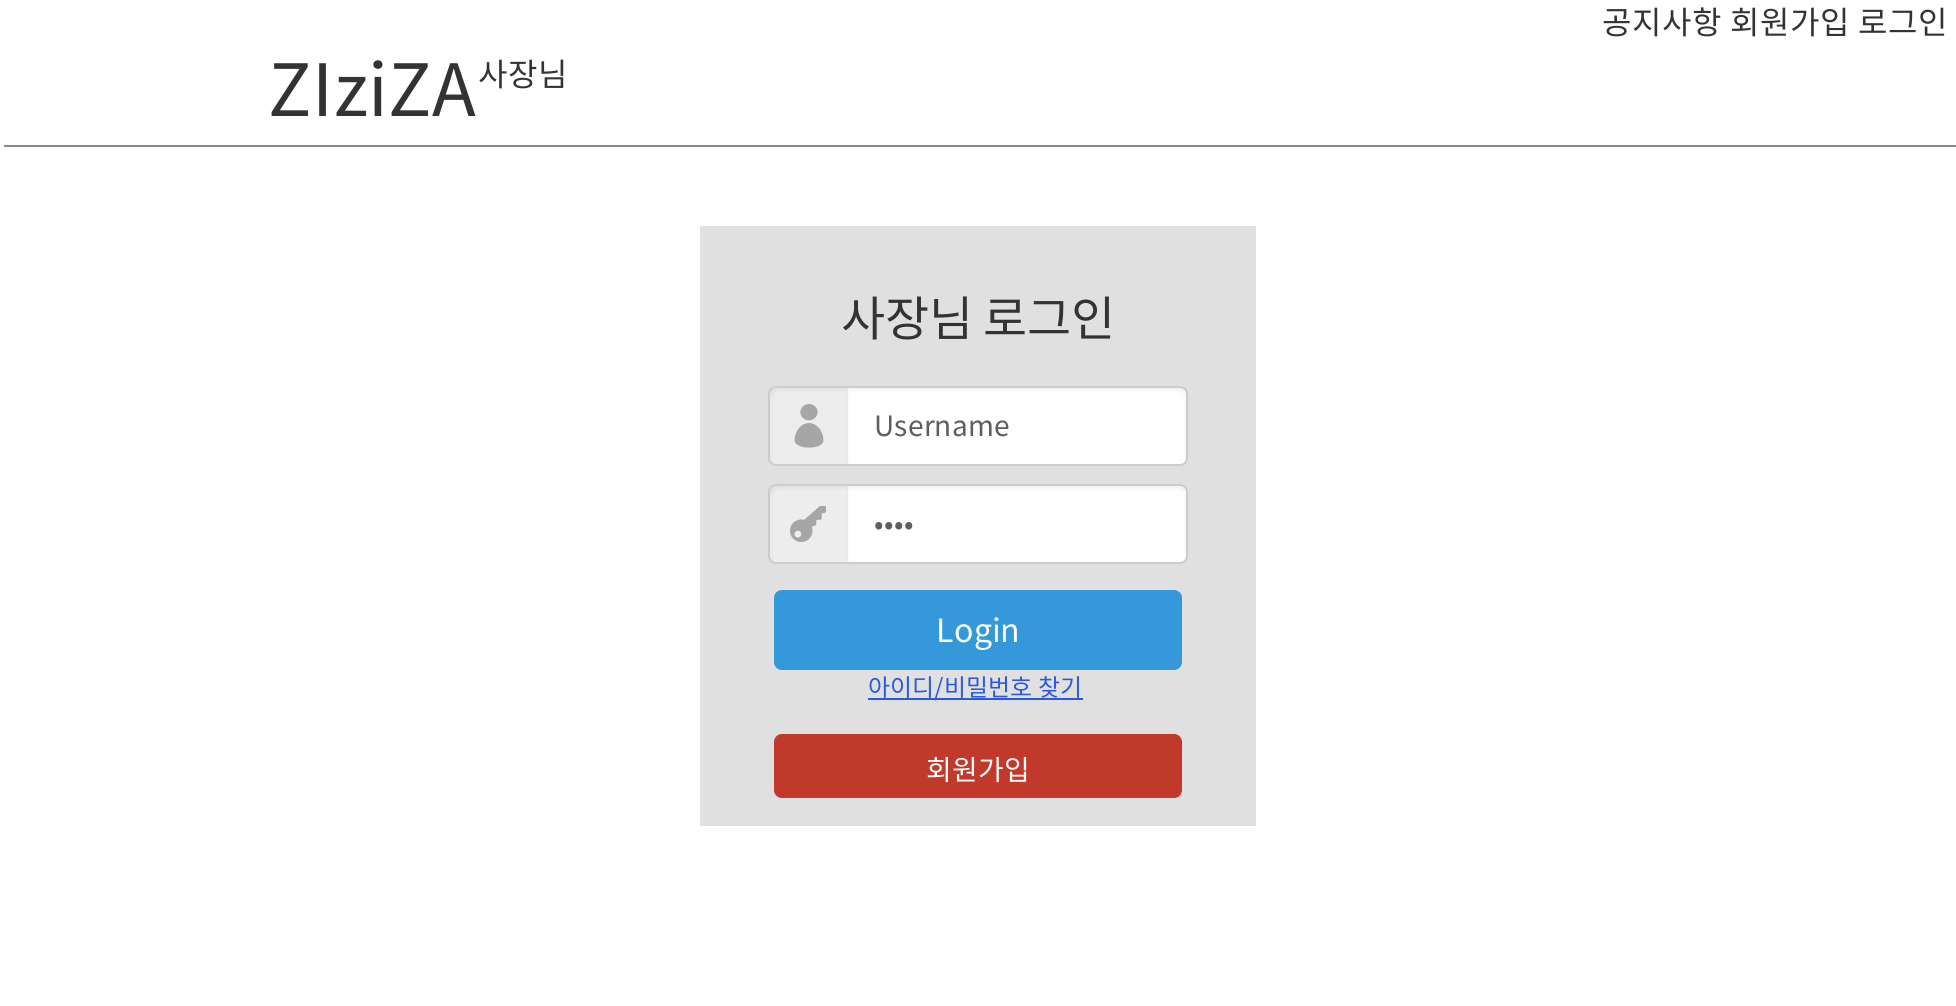 공지사항 회원가입 로그인
ZIziZA사장님
사장님 로그인
Username
••••
Login
아이디/비밀번호 찾기
회원가입